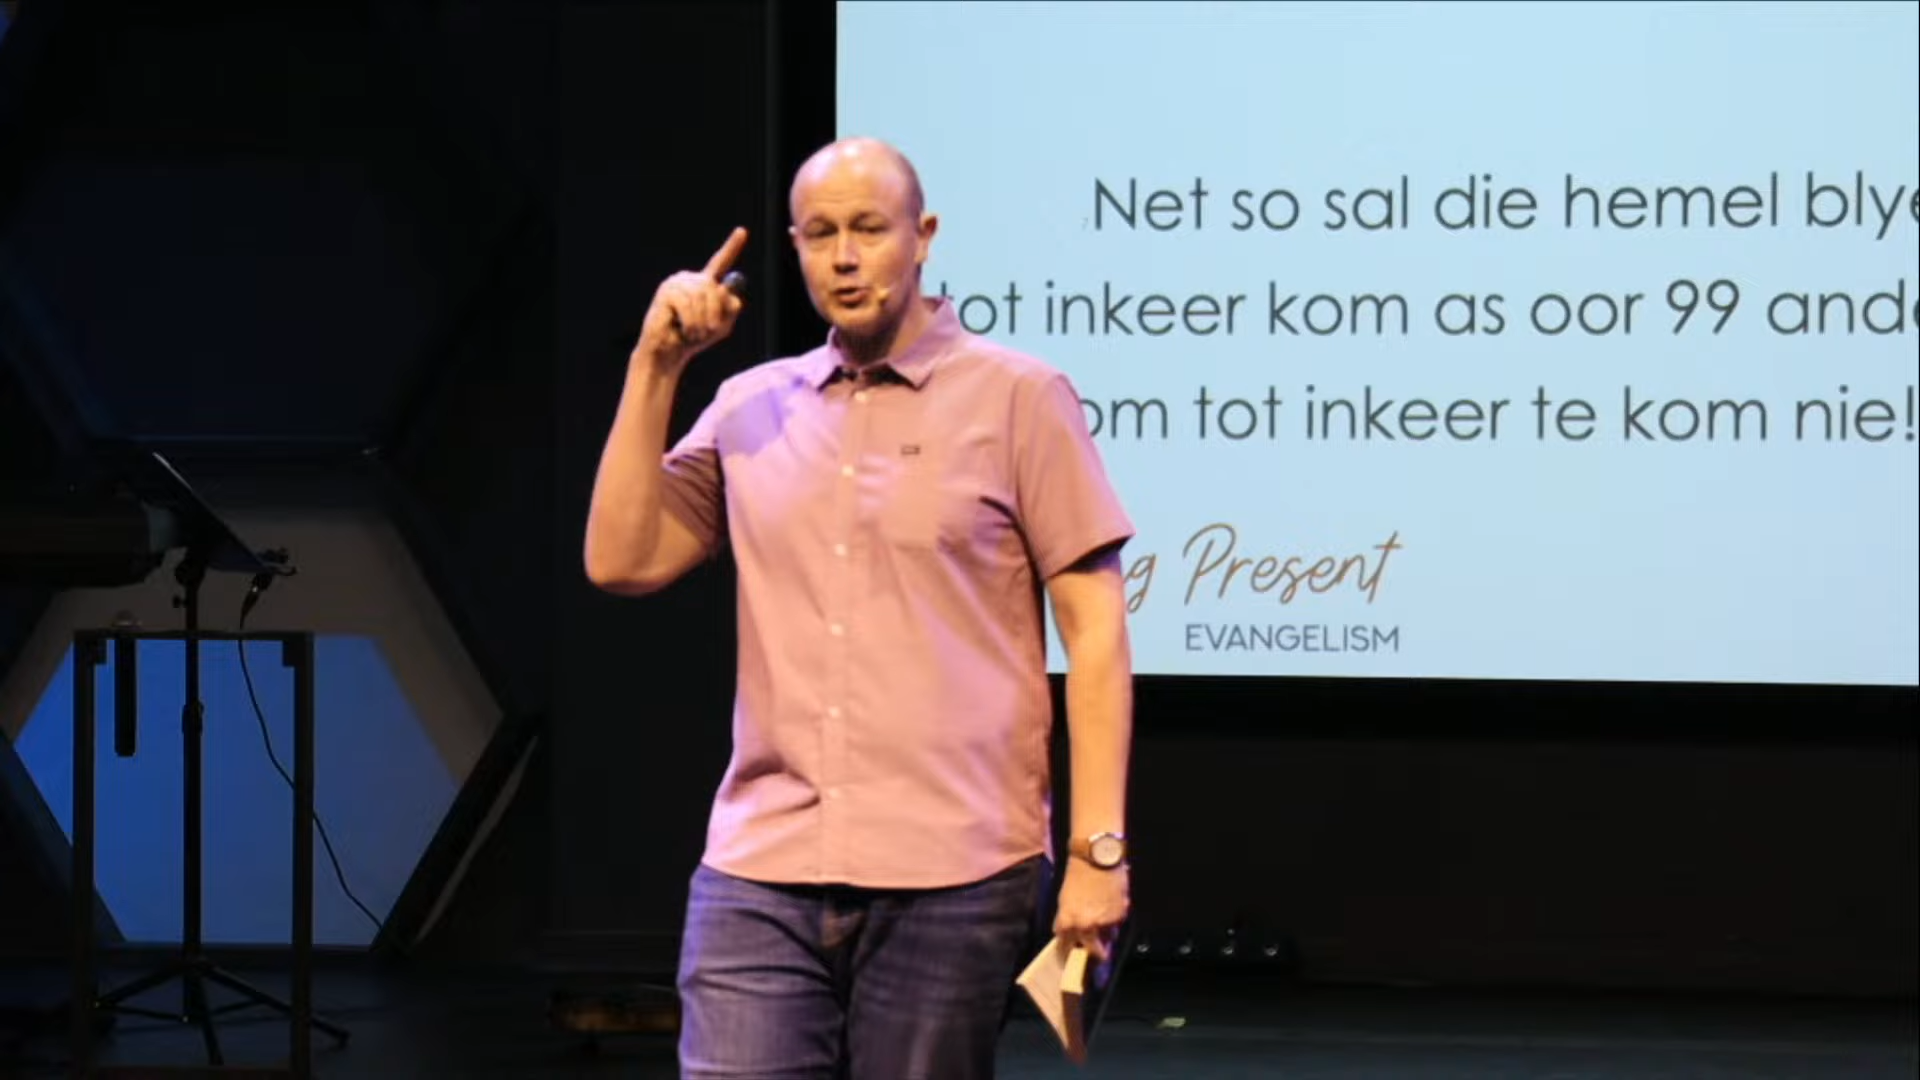 Net so sal die hemel blye
tot inkeer kom as oor 99 ande
om tot inkeer te kom nie!
g Present
EVANGELISM